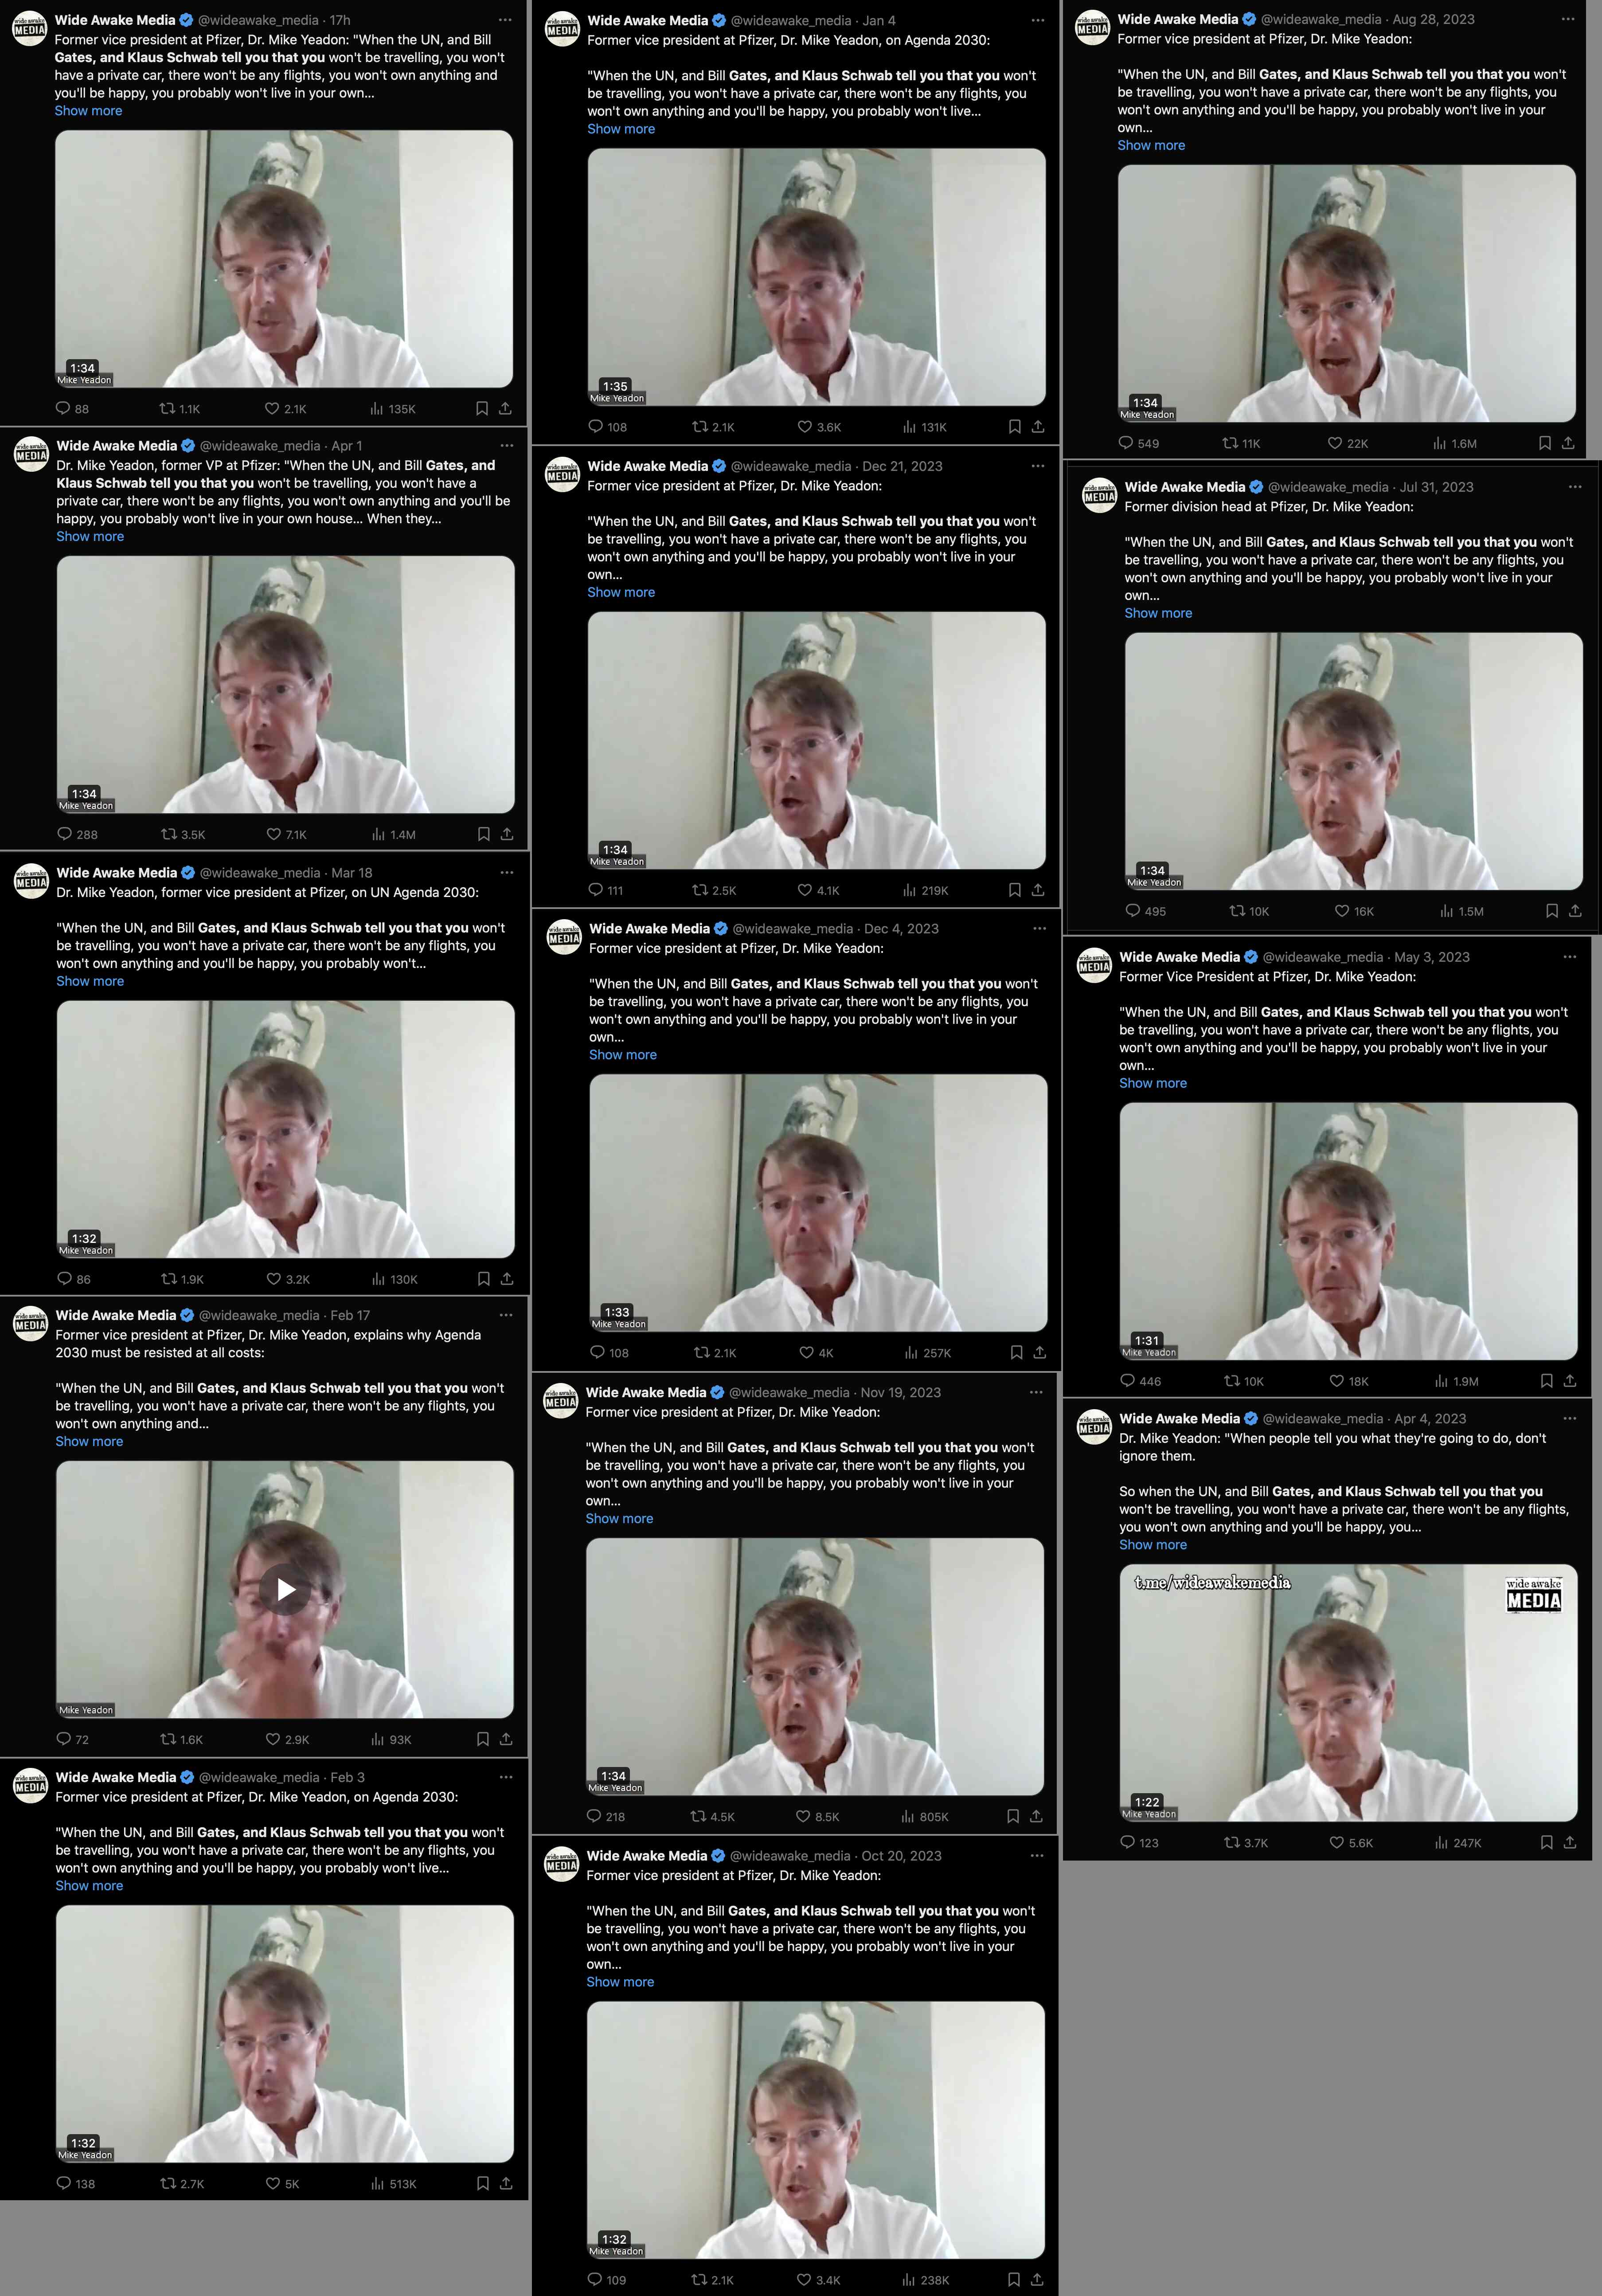 Wide Awake Media @wideawake_media · 17h
Former vice president at Pfizer, Dr. Mike Yeadon: "When the UN, and Bill
Gates, and Klaus Schwab tell you that you won't be travelling, you won't
have a private car, there won't be any flights, you won't own anything and
you'll be happy, you probably won't live in your own...
Show more
1:34
Mike Yeadon
88 1.1K 2.1K 135K
Wide Awake Media @wideawake_media · Apr 1
Dr. Mike Yeadon, former VP at Pfizer: "When the UN, and Bill Gates, and
Klaus Schwab tell you that you won't be travelling, you won't have a
private car, there won't be any flights, you won't own anything and you'll be
happy, you probably won't live in your own house... When they...
Show more
1:34
Mike Yeadon
288 3.5K 7.1K 1.4M
Wide Awake Media @wideawake_media · Mar 18
Dr. Mike Yeadon, former vice president at Pfizer, on UN Agenda 2030:
"When the UN, and Bill Gates, and Klaus Schwab tell you that you won't
be travelling, you won't have a private car, there won't be any flights, you
won't own anything and you'll be happy, you probably won't...
Show more
1:32
Mike Yeadon
86 1.9K 3.2K 130K
Wide Awake Media @wideawake_media · Feb 17
Former vice president at Pfizer, Dr. Mike Yeadon, explains why Agenda
2030 must be resisted at all costs:
"When the UN, and Bill Gates, and Klaus Schwab tell you that you won't
be travelling, you won't have a private car, there won't be any flights, you
won't own anything and...
Show more
Mike Yeadon
72 1.6K 2.9K 93K
Wide Awake Media @wideawake_media · Feb 3
Former vice president at Pfizer, Dr. Mike Yeadon, on Agenda 2030:
"When the UN, and Bill Gates, and Klaus Schwab tell you that you won't
be travelling, you won't have a private car, there won't be any flights, you
won't own anything and you'll be happy, you probably won't live...
Show more
1:32
Mike Yeadon
138 2.7K 5K 513K
Wide Awake Media @wideawake_media · Jan 4
Former vice president at Pfizer, Dr. Mike Yeadon, on Agenda 2030:
"When the UN, and Bill Gates, and Klaus Schwab tell you that you won't
be travelling, you won't have a private car, there won't be any flights, you
won't own anything and you'll be happy, you probably won't live...
Show more
1:35
Mike Yeadon
108 2.1K 3.6K 131K
Wide Awake Media @wideawake_media · Dec 21, 2023
Former vice president at Pfizer, Dr. Mike Yeadon:
"When the UN, and Bill Gates, and Klaus Schwab tell you that you won't
be travelling, you won't have a private car, there won't be any flights, you
won't own anything and you'll be happy, you probably won't live in your
own...
Show more
1:34
Mike Yeadon
111 2.5K 4.1K 219K
Wide Awake Media @wideawake_media · Dec 4, 2023
Former vice president at Pfizer, Dr. Mike Yeadon:
"When the UN, and Bill Gates, and Klaus Schwab tell you that you won't
be travelling, you won't have a private car, there won't be any flights, you
won't own anything and you'll be happy, you probably won't live in your
own...
Show more
1:33
Mike Yeadon
108 2.1K 4K 257K
Wide Awake Media @wideawake_media · Nov 19, 2023
Former vice president at Pfizer, Dr. Mike Yeadon:
"When the UN, and Bill Gates, and Klaus Schwab tell you that you won't
be travelling, you won't have a private car, there won't be any flights, you
won't own anything and you'll be happy, you probably won't live in your
own...
Show more
1:34
Mike Yeadon
218 4.5K 8.5K 805K
Wide Awake Media @wideawake_media · Oct 20, 2023
Former vice president at Pfizer, Dr. Mike Yeadon:
"When the UN, and Bill Gates, and Klaus Schwab tell you that you won't
be travelling, you won't have a private car, there won't be any flights, you
won't own anything and you'll be happy, you probably won't live in your
own...
Show more
1:32
Mike Yeadon
109 2.1K 3.4K 238K
Wide Awake Media @wideawake_media · Aug 28, 2023
Former vice president at Pfizer, Dr. Mike Yeadon:
"When the UN, and Bill Gates, and Klaus Schwab tell you that you won't
be travelling, you won't have a private car, there won't be any flights, you
won't own anything and you'll be happy, you probably won't live in your
own...
Show more
1:34
Mike Yeadon
549 11K 22K 1.6M
Wide Awake Media @wideawake_media · Jul 31, 2023
Former division head at Pfizer, Dr. Mike Yeadon:
"When the UN, and Bill Gates, and Klaus Schwab tell you that you won't
be travelling, you won't have a private car, there won't be any flights, you
won't own anything and you'll be happy, you probably won't live in your
own...
Show more
1:34
Mike Yeadon
495 10K 16K 1.5M
Wide Awake Media @wideawake_media · May 3, 2023
Former Vice President at Pfizer, Dr. Mike Yeadon:
"When the UN, and Bill Gates, and Klaus Schwab tell you that you won't
be travelling, you won't have a private car, there won't be any flights, you
won't own anything and you'll be happy, you probably won't live in your
own...
Show more
1:31
Mike Yeadon
446 10K 18K 1.9M
Wide Awake Media @wideawake_media · Apr 4, 2023
Dr. Mike Yeadon: "When people tell you what they're going to do, don't
ignore them.
So when the UN, and Bill Gates, and Klaus Schwab tell you that you
won't be travelling, you won't have a private car, there won't be any flights,
you won't own anything and you'll be happy, you...
Show more
t.me/wideawakemedia
wide awake
MEDIA
1:22
Mike Yeadon
123 3.7K 5.6K 247K